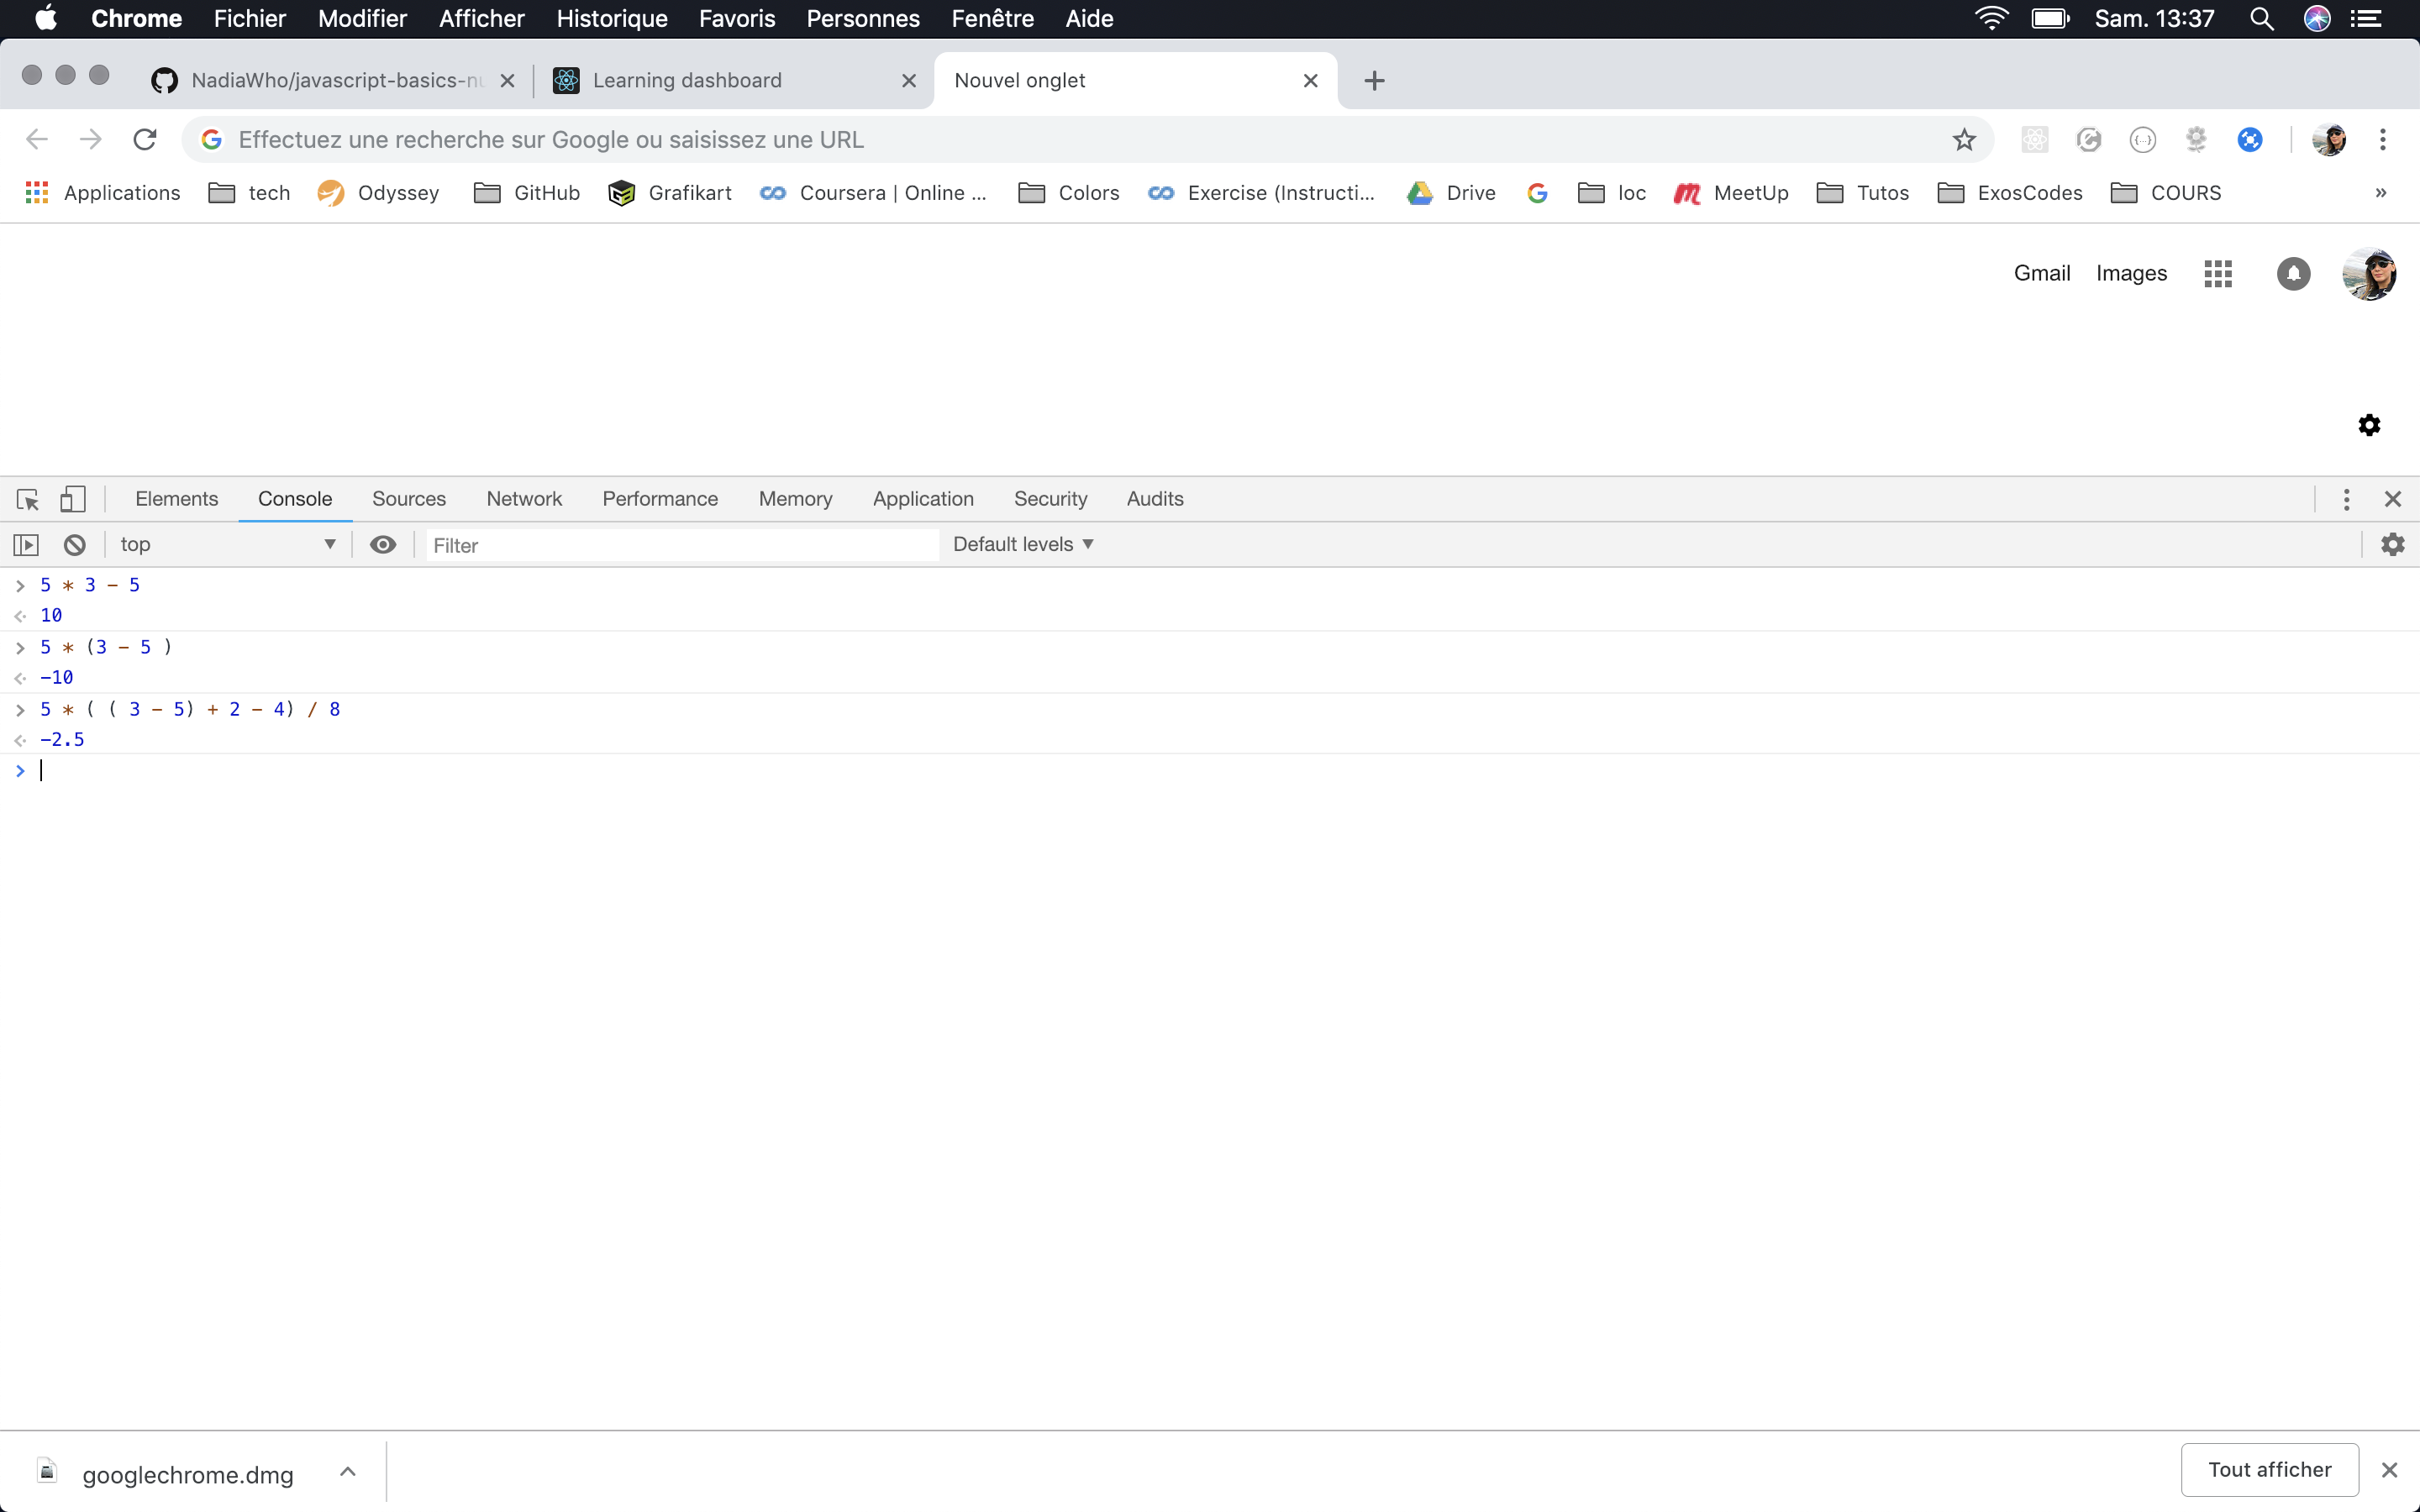 Chrome Fichier Modifier Afficher Historique Favoris Personnes Fenêtre Aide Sam. 13:37
NadiaWho/javascript-basics-nu Learning dashboard Nouvel onglet
Effectuez une recherche sur Google ou saisissez une URL
Applications tech Odyssey GitHub Grafikart Coursera | Online ... Colors Exercise (Instructi... Drive loc MeetUp Tutos ExosCodes COURS »
Gmail Images
Elements Console Sources Network Performance Memory Application Security Audits
top Filter Default levels
> 5 * 3 - 5
10
> 5 * (3 - 5 )
-10
> 5 * ( ( 3 - 5) + 2 - 4) / 8
-2.5
>
googlechrome.dmg Tout afficher